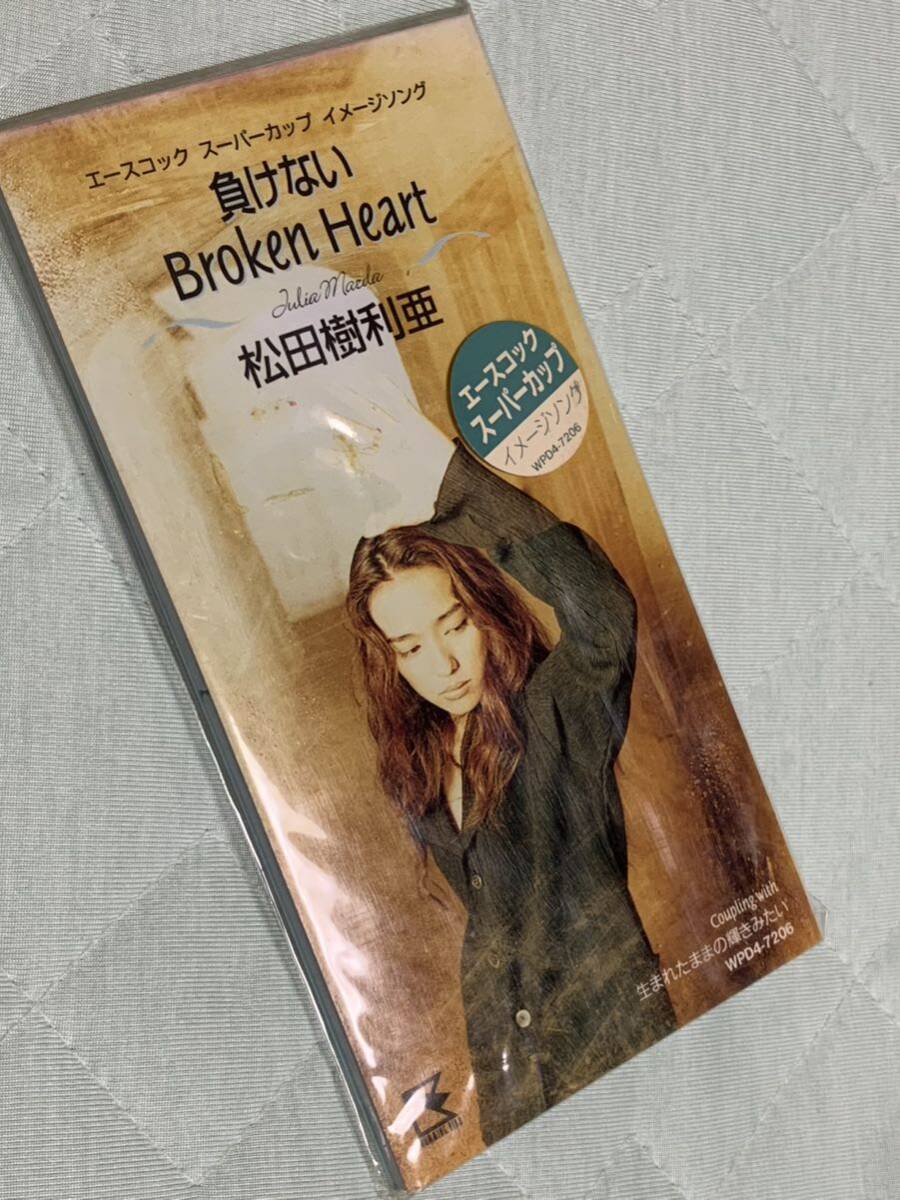 エースコック スーパーカップ イメージソング
負けない
Broken Heart
Julia Mazda
松田樹利亜
エースコック
スーパーカップ
イメージソング
WPD4-7206
Coupling with
生まれたままの輝きみたい
WPD4-7206